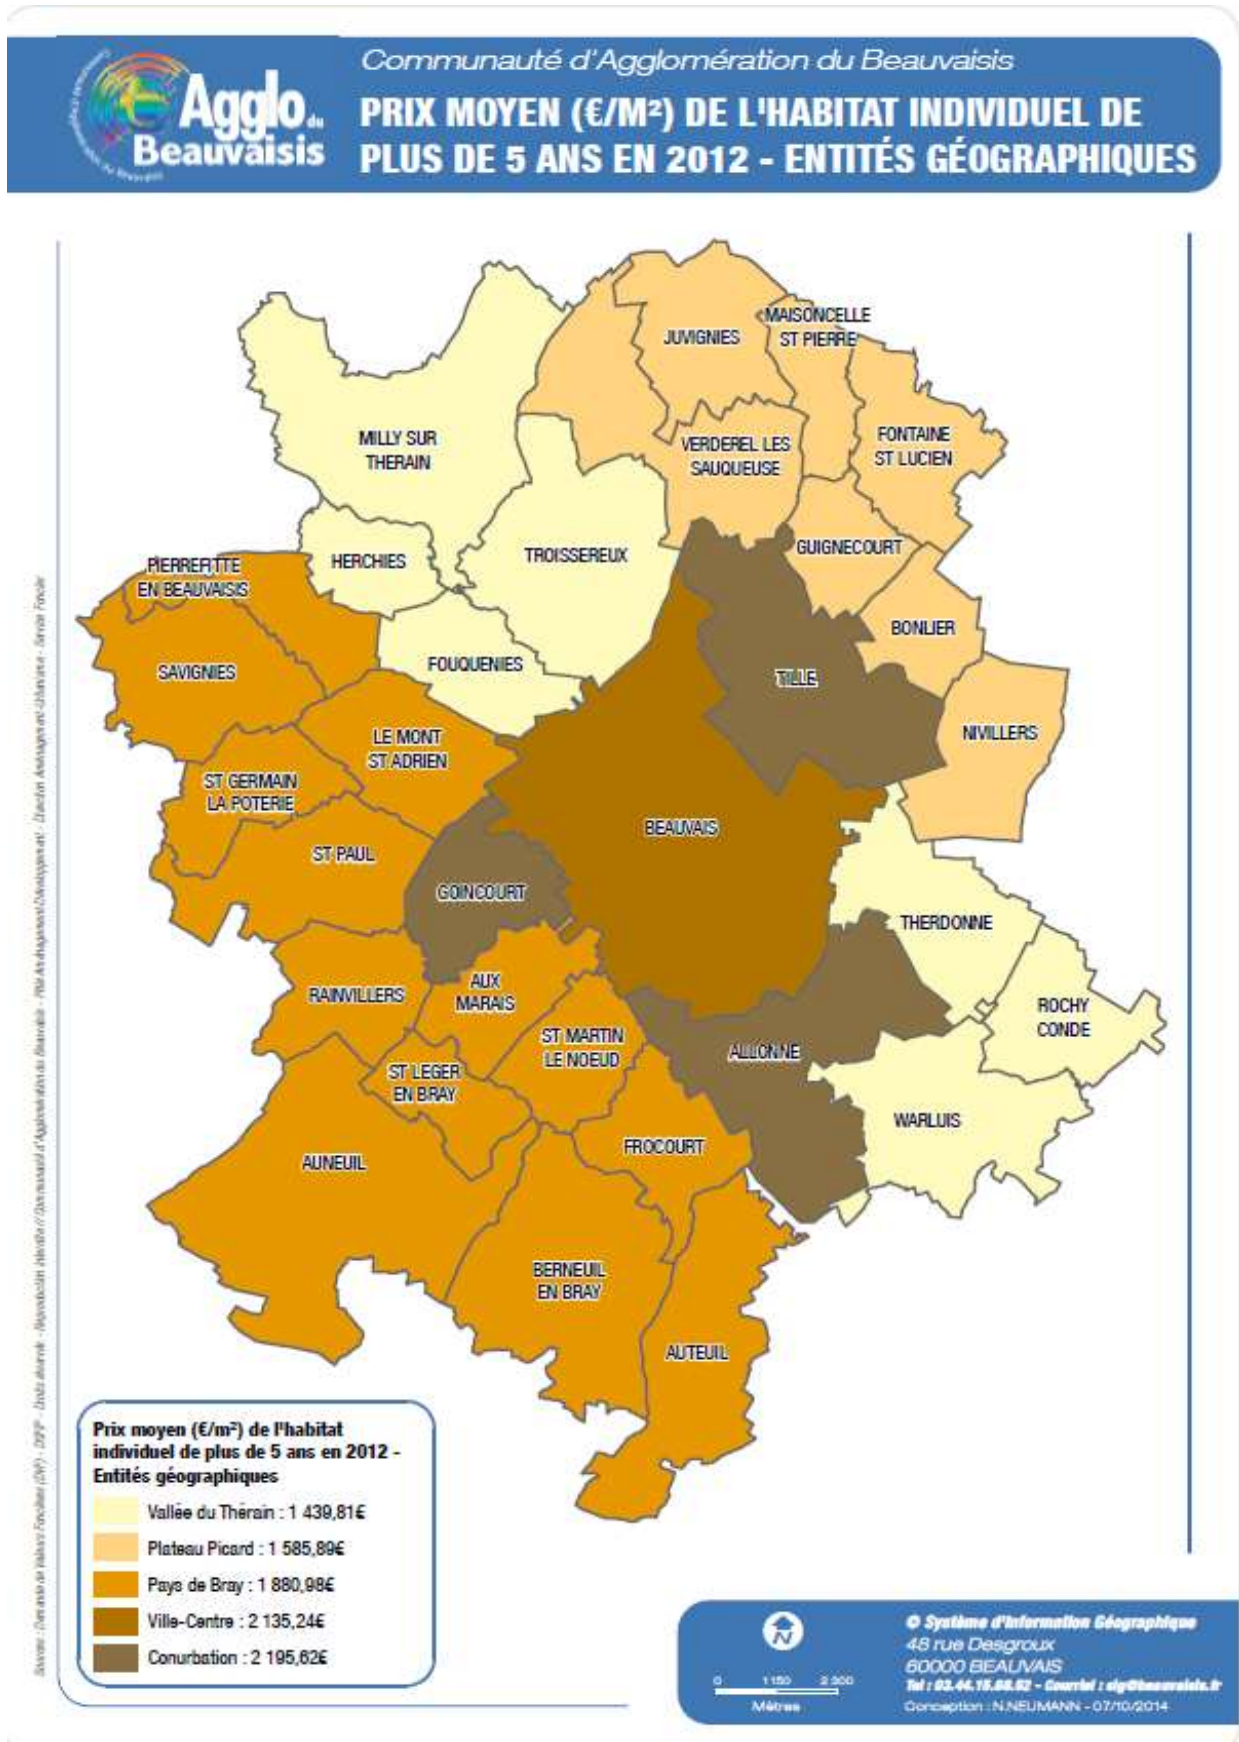 Communauté d'Agglomération du Beauvaisis
PRIX MOYEN (€/M²) DE L'HABITAT INDIVIDUEL DE
PLUS DE 5 ANS EN 2012 - ENTITÉS GÉOGRAPHIQUES
Agglo du
Beauvaisis
JUVIGNIES
MAISONCELLE
ST PIERRE
MILLY SUR
THERAIN
VERDEREL LES
SAUQUEUSE
FONTAINE
ST LUCIEN
HERCHIES
TROISSEREUX
GUIGNECOURT
PIERREFITTE
EN BEAUVAISIS
BONLIER
SAVIGNIES
FOUQUENIES
TILLE
LE MONT
ST ADRIEN
NIVILLERS
ST GERMAIN
LA POTERIE
BEAUVAIS
ST PAUL
GOINCOURT
THERDONNE
RAINVILLERS
AUX
MARAIS
ROCHY
CONDE
ST MARTIN
LE NOEUD
ALLONNE
ST LEGER
EN BRAY
WARLUIS
FROCOURT
AUNEUIL
BERNEUIL
EN BRAY
AUTEUIL
Prix moyen (€/m²) de l'habitat
individuel de plus de 5 ans en 2012 -
Entités géographiques
Vallée du Thérain : 1 439,81€
Plateau Picard : 1 585,89€
Pays de Bray : 1 880,98€
Ville-Centre : 2 135,24€
Conurbation : 2 195,62€
N
0 1 150 2 300
Mètres
© Système d'Information Géographique
48 rue Desgroux
60000 BEAUVAIS
Conception : N.NEUMANN - 07/10/2014